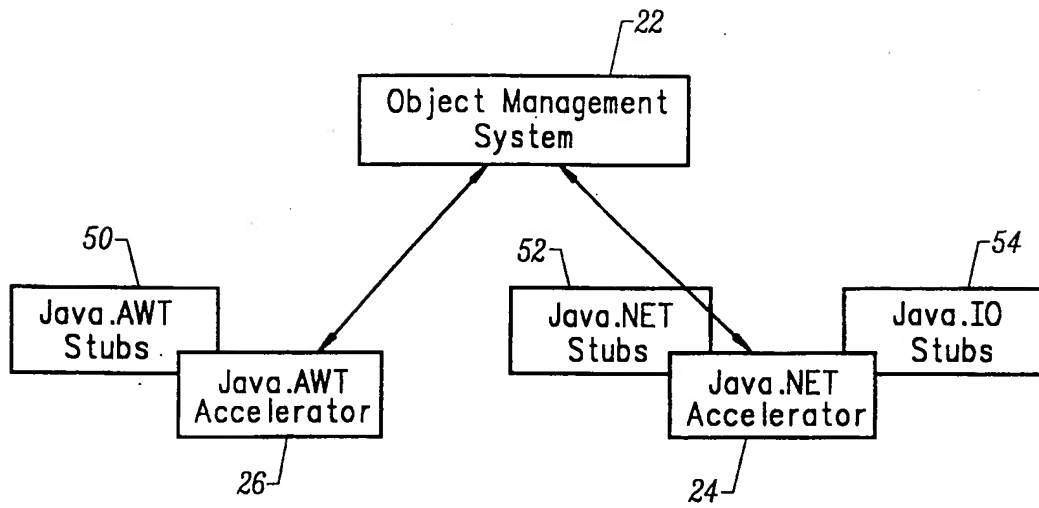 22
Object Management
System
50
Java.AWT
Stubs
52
Java.NET
Stubs
54
Java.IO
Stubs
Java.AWT
Accelerator
26
Java.NET
Accelerator
24